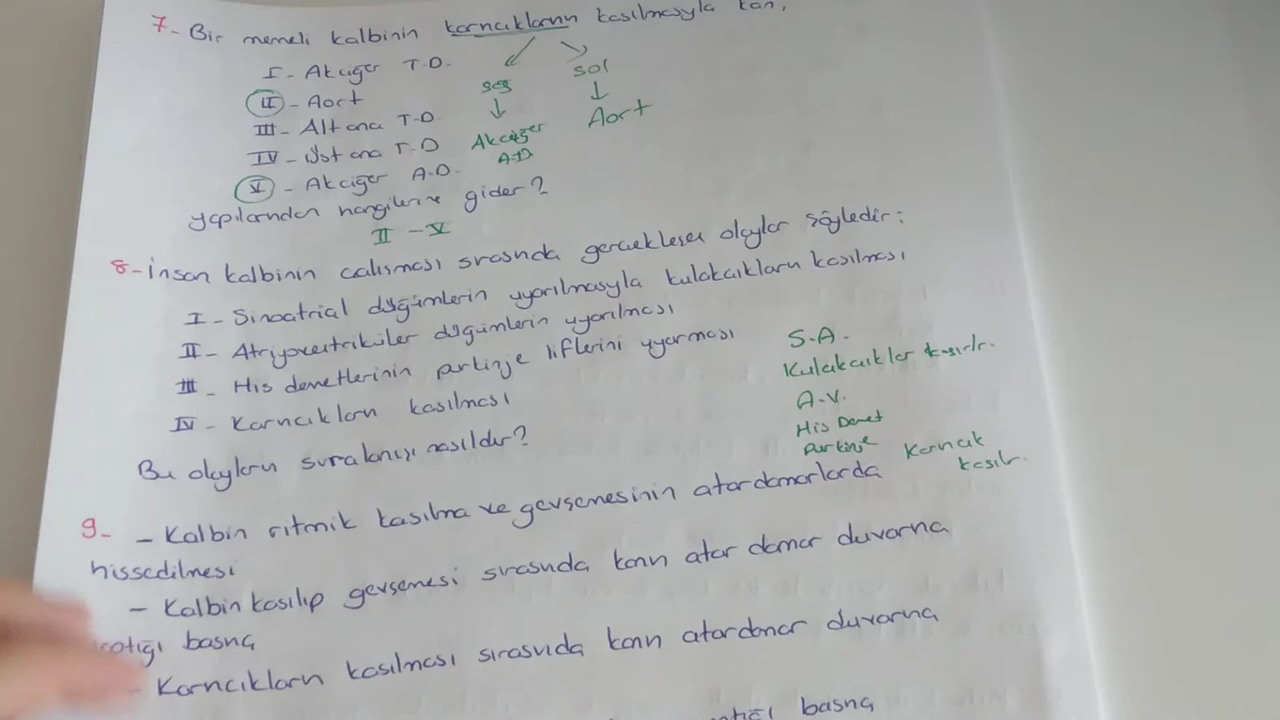 7- Bir memeli kalbinin karıncıkların kasılmasıyla kan,
I - Akciğer T.D.
II - Aort
III - Alt ana T.D
IV - Üst ana T.D
V - Akciğer A.D.
sağ
sol
Akciğer A.D
Aort
yapılarından hangilerine gider?
II - V
8- İnsan kalbinin çalışması sırasında gerçekleşen olaylar şöyledir:
I - Sinoatrial düğümlerin uyarılmasıyla kulakçıkların kasılması
II - Atriyoventriküler düğümlerin uyarılması
III - His demetlerinin purkinje liflerini uyarması
IV - Karıncıkların kasılması
Bu olayların sıralanışı nasıldır?
S.A.
Kulakçıklar kasılır.
A.V.
His Demet
Purkinje
Karıncık kasılır.
9- - Kalbin ritmik kasılma ve gevşemesinin atardamarlarda
hissedilmesi
- Kalbin kasılıp gevşemesi sırasında kanın atar damar duvarına
basınç
- Karıncıkların kasılması sırasında kanın atardamar duvarına
basınç